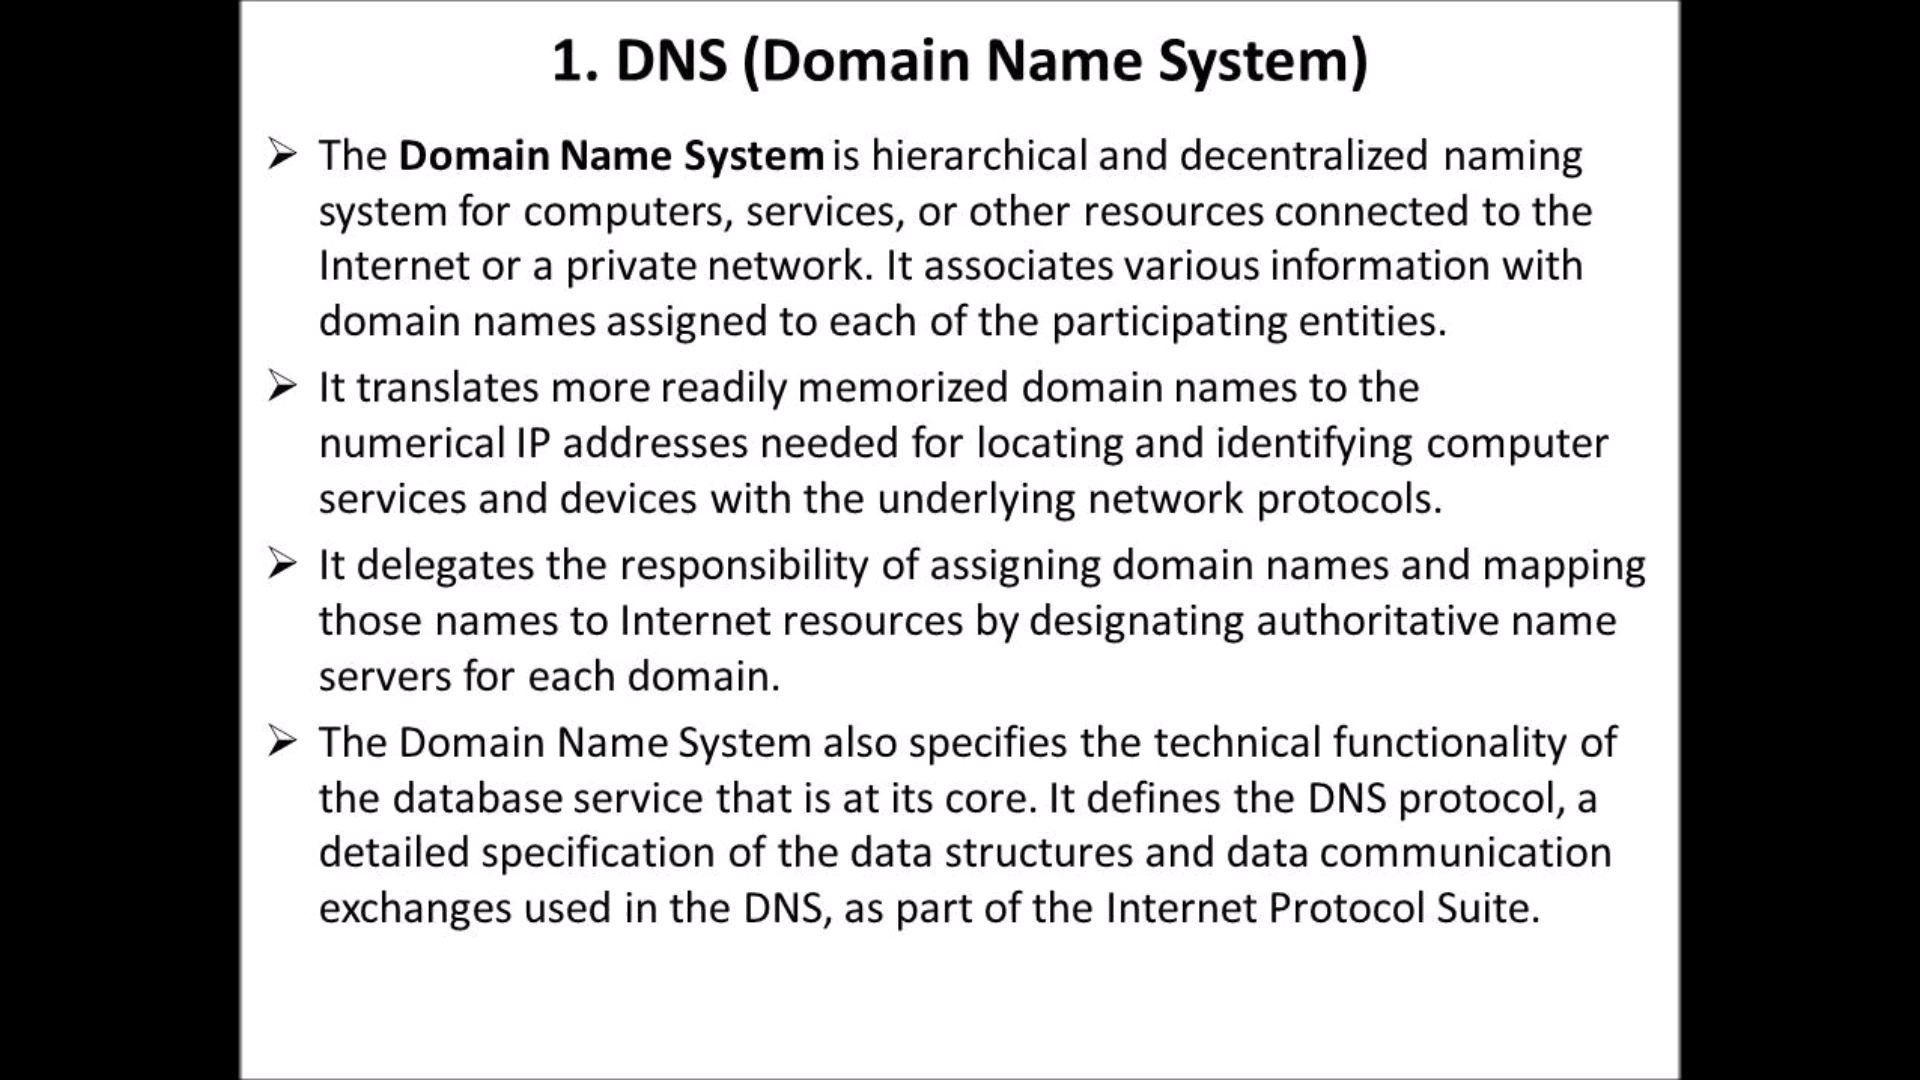 1. DNS (Domain Name System)
➢ The Domain Name System is hierarchical and decentralized naming
system for computers, services, or other resources connected to the
Internet or a private network. It associates various information with
domain names assigned to each of the participating entities.
➢ It translates more readily memorized domain names to the
numerical IP addresses needed for locating and identifying computer
services and devices with the underlying network protocols.
➢ It delegates the responsibility of assigning domain names and mapping
those names to Internet resources by designating authoritative name
servers for each domain.
➢ The Domain Name System also specifies the technical functionality of
the database service that is at its core. It defines the DNS protocol, a
detailed specification of the data structures and data communication
exchanges used in the DNS, as part of the Internet Protocol Suite.